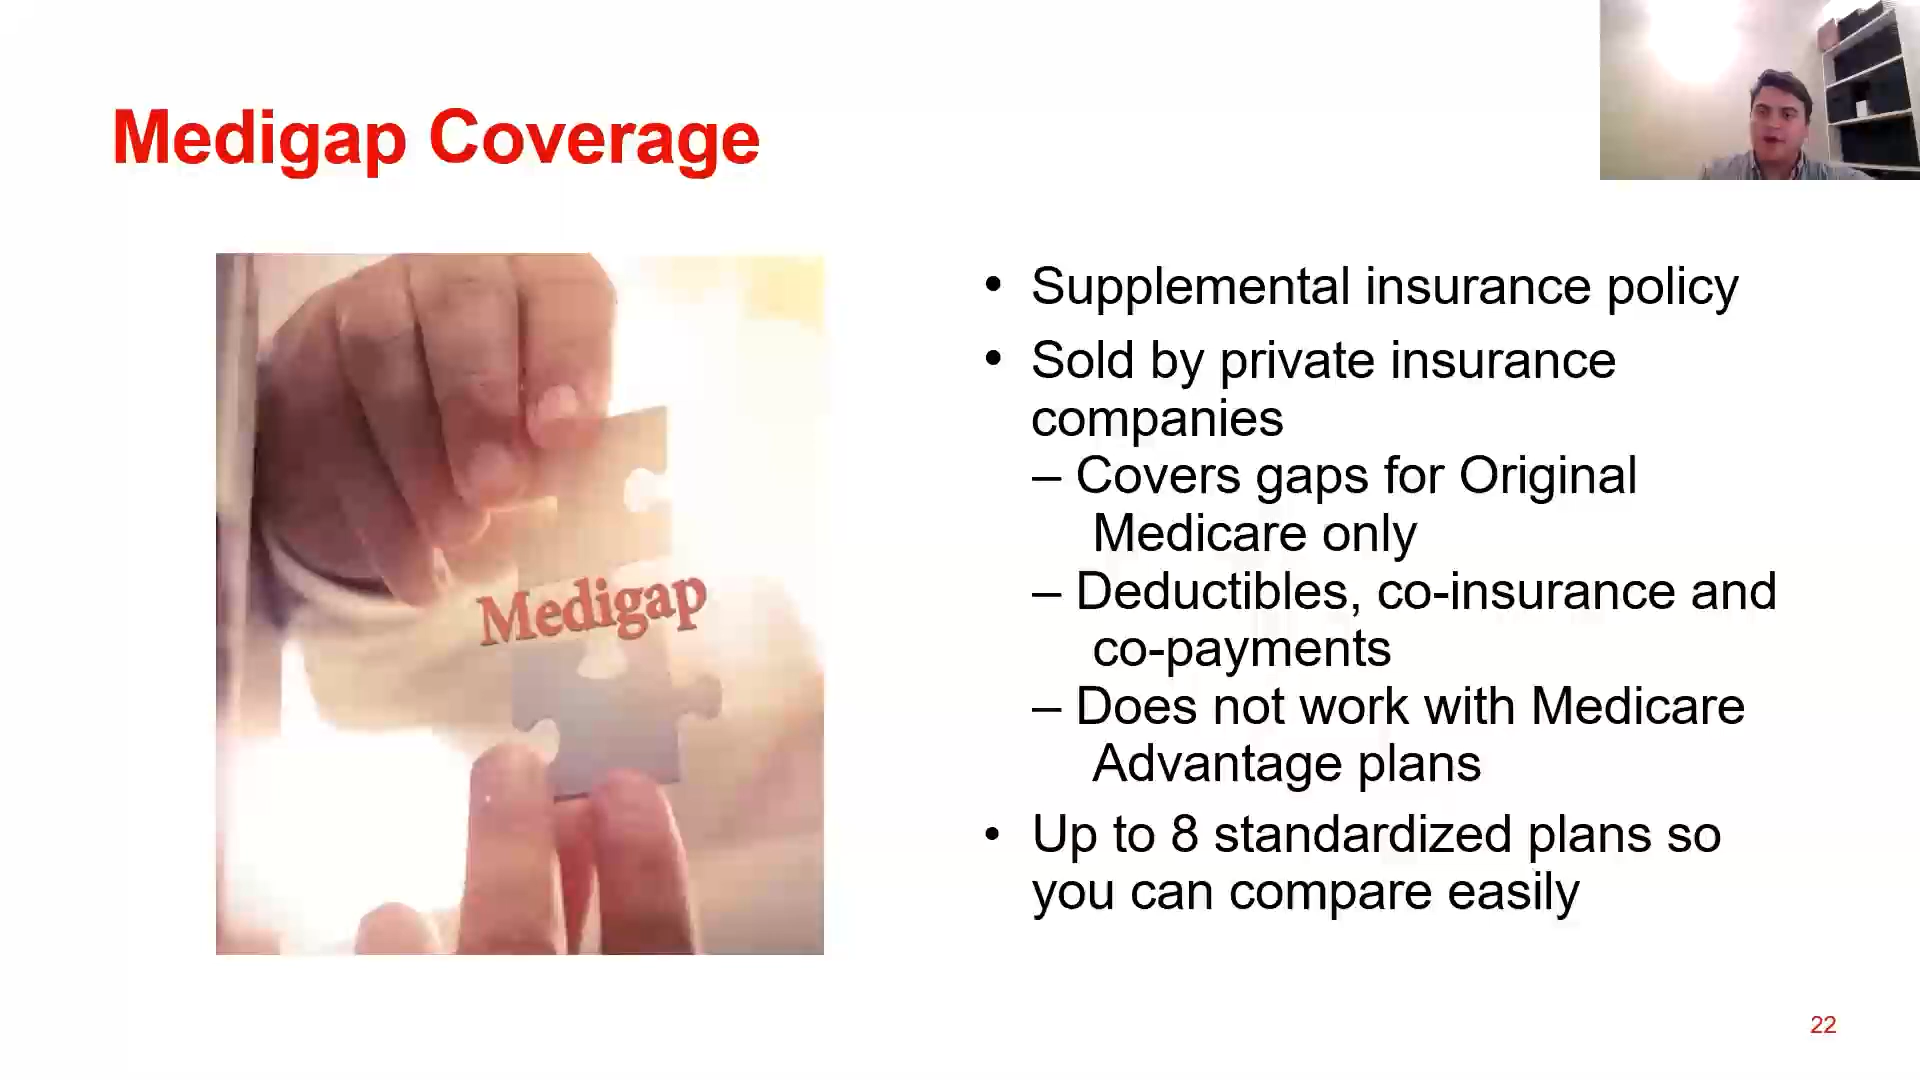 Medigap Coverage
Medigap
• Supplemental insurance policy
• Sold by private insurance
companies
– Covers gaps for Original
Medicare only
– Deductibles, co-insurance and
co-payments
– Does not work with Medicare
Advantage plans
• Up to 8 standardized plans so
you can compare easily
22